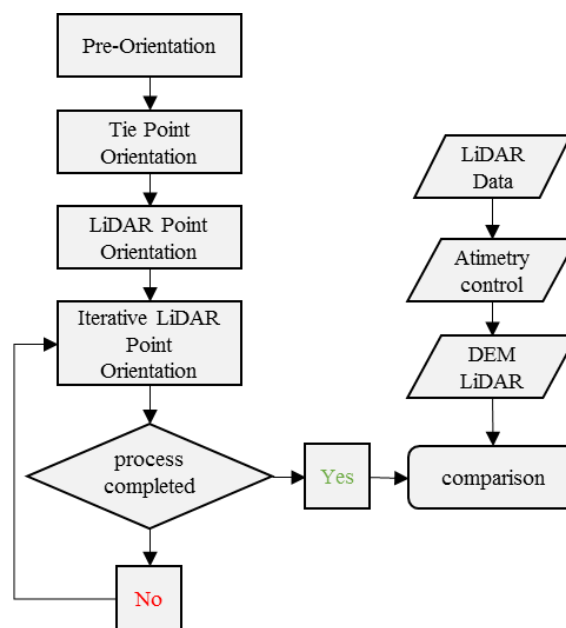 Pre-Orientation
Tie Point
Orientation
LiDAR Point
Orientation
Iterative LiDAR
Point
Orientation
process
completed
Yes
No
LiDAR
Data
Atimetry
control
DEM
LiDAR
comparison